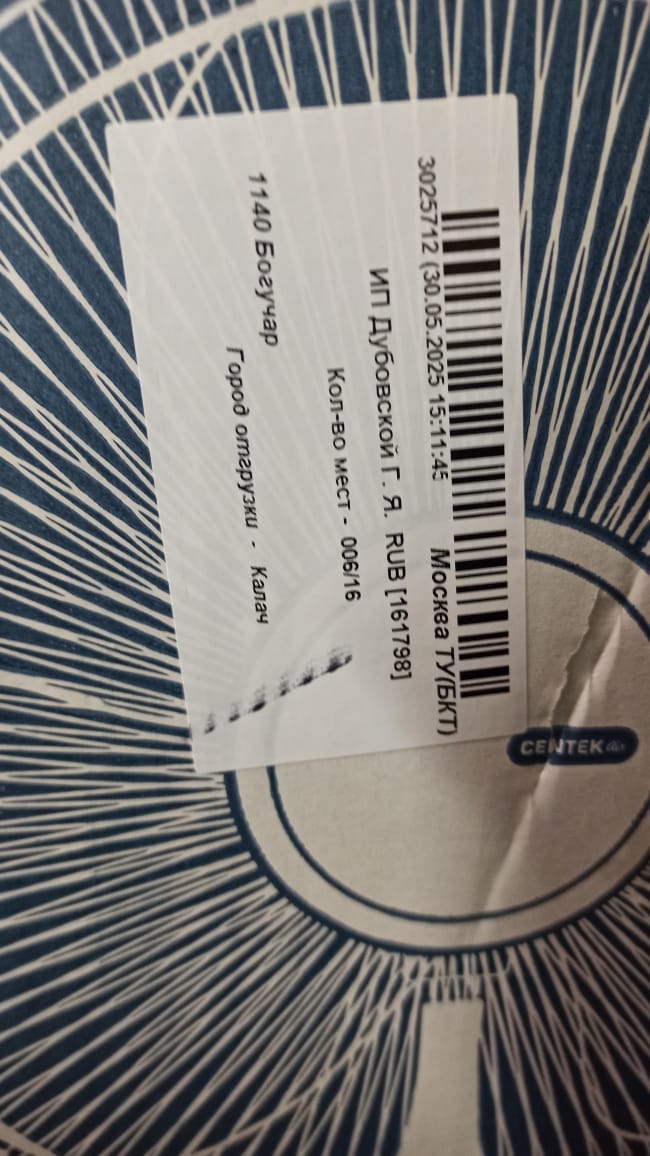 3025712 (30.05.2025 15:11:45 Москва ТУ(БКТ)
ИП Дубовской Г. Я. RUB [161798]
Кол-во мест - 006/16
1140 Богучар
Город отгрузки - Калач
CENTEK